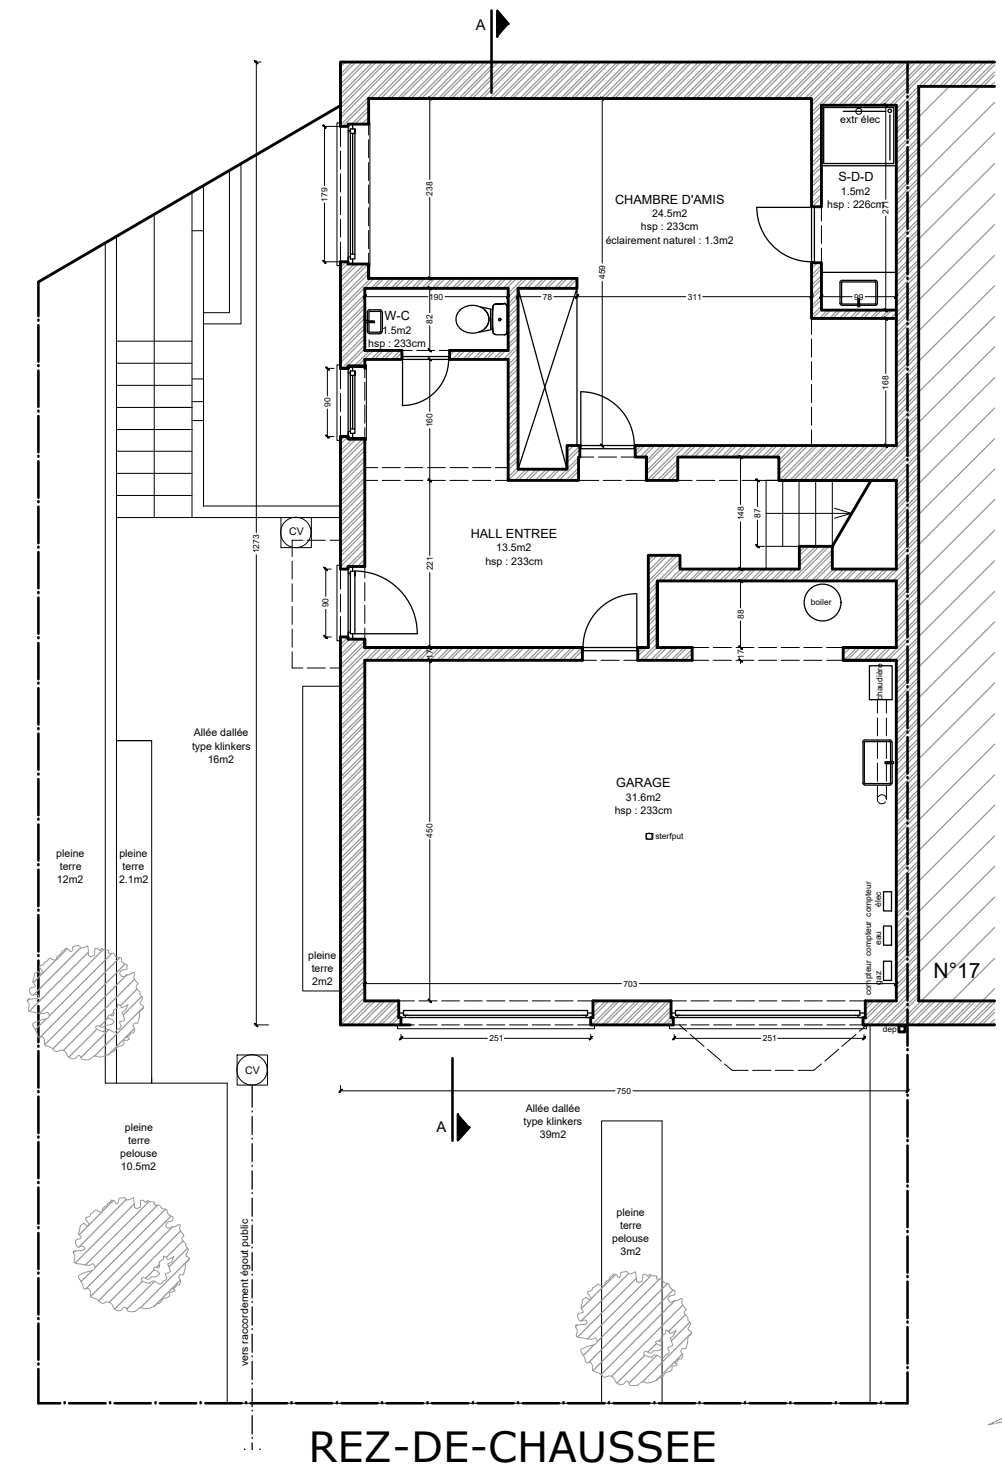 A
179
238
CHAMBRE D'AMIS
24.5m2
hsp : 233cm
éclairement naturel : 1.3m2
459
extr élec
S-D-D
1.5m2
hsp : 226cm
271
190
78
311
99
W-C
1.5m2
hsp : 233cm
82
90
160
168
1273
CV
HALL ENTREE
13.5m2
hsp : 233cm
221
148
87
90
88
boiler
17
17
chaudière
Allée dallée
type klinkers
16m2
GARAGE
31.6m2
hsp : 233cm
sterfput
450
pleine
terre
12m2
pleine
terre
2.1m2
compteur
élec
compteur
eau
compteur
gaz
pleine
terre
2m2
703
N°17
251
251
dep
CV
750
A
Allée dallée
type klinkers
39m2
pleine
terre
pelouse
10.5m2
pleine
terre
pelouse
3m2
vers raccordement égout public
REZ-DE-CHAUSSEE